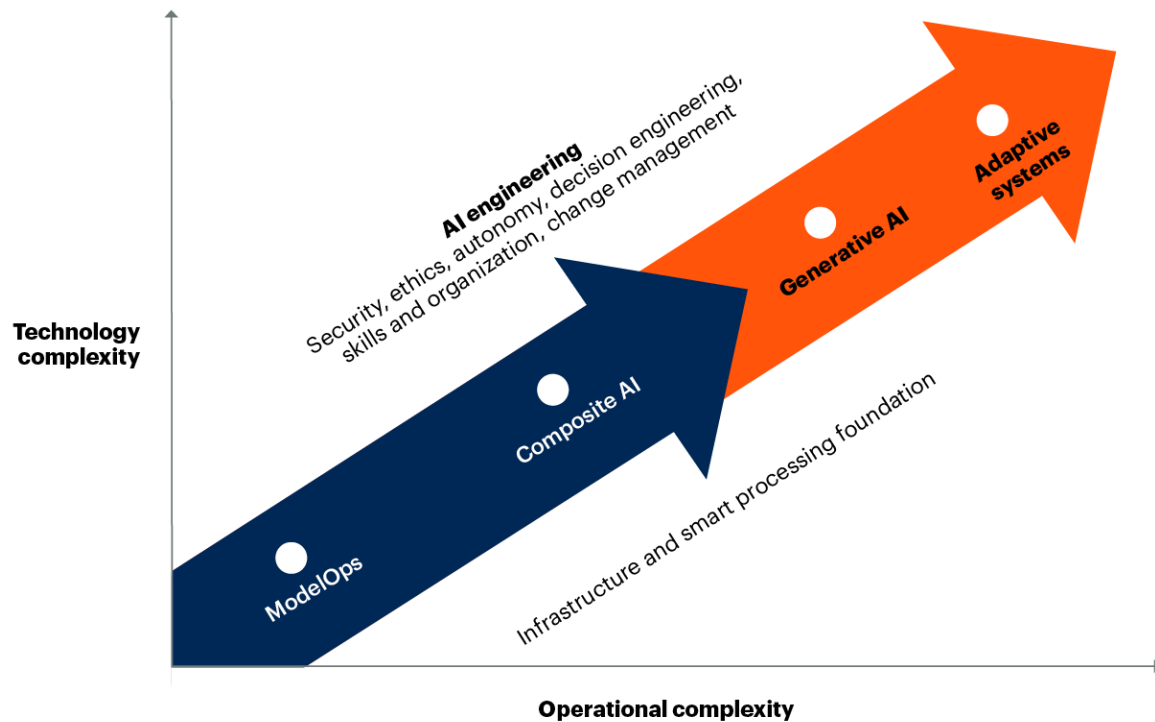 AI engineering
Security, ethics, autonomy, decision engineering,
skills and organization, change management
Adaptive
systems
Generative AI
Technology
complexity
Composite AI
Infrastructure and smart processing foundation
ModelOps
Operational complexity